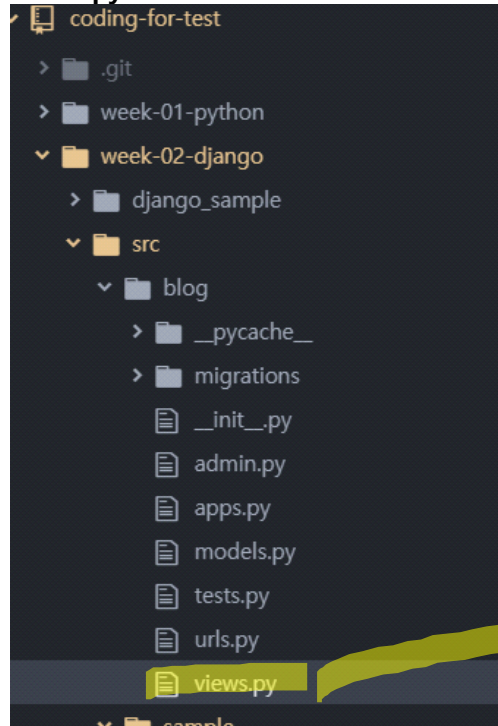 coding-for-test
.git
week-01-python
week-02-django
django_sample
src
blog
__pycache__
migrations
__init__.py
admin.py
apps.py
models.py
tests.py
urls.py
views.py
sample